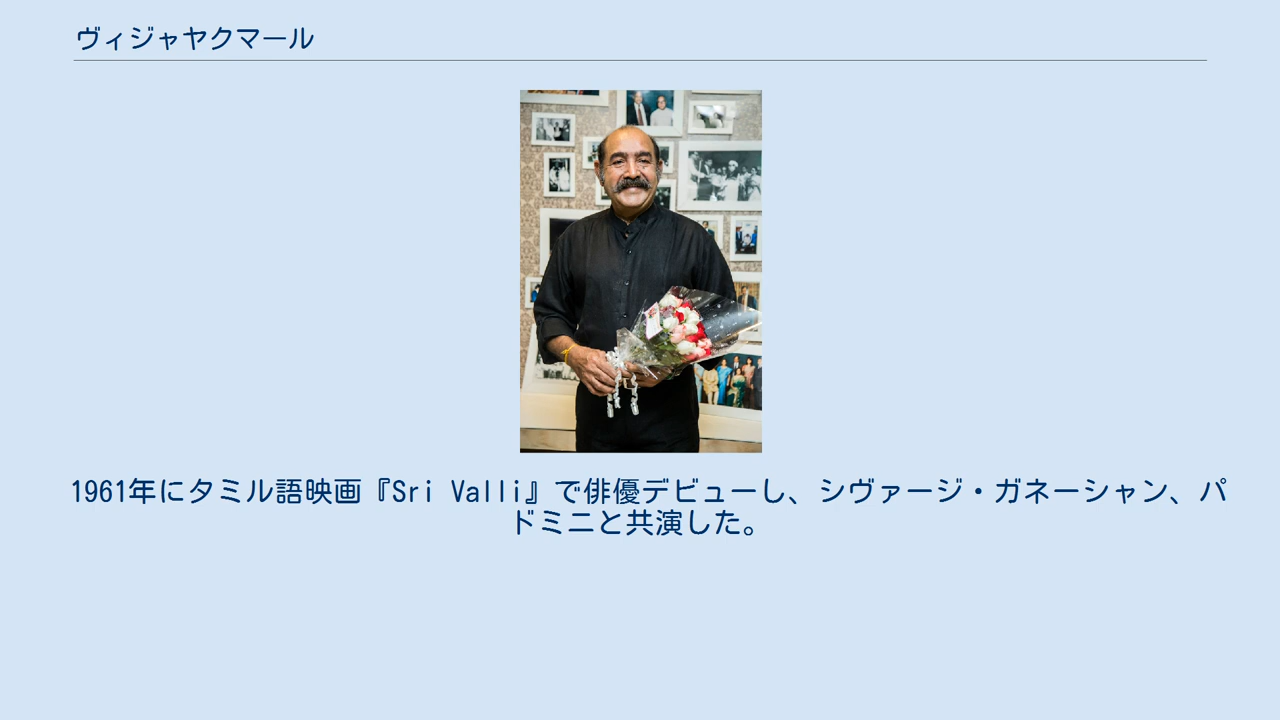 ヴィジャヤクマール
1961年にタミル語映画『Sri Valli』で俳優デビューし、シヴァージ・ガネーシャン、パ
ドミニと共演した。